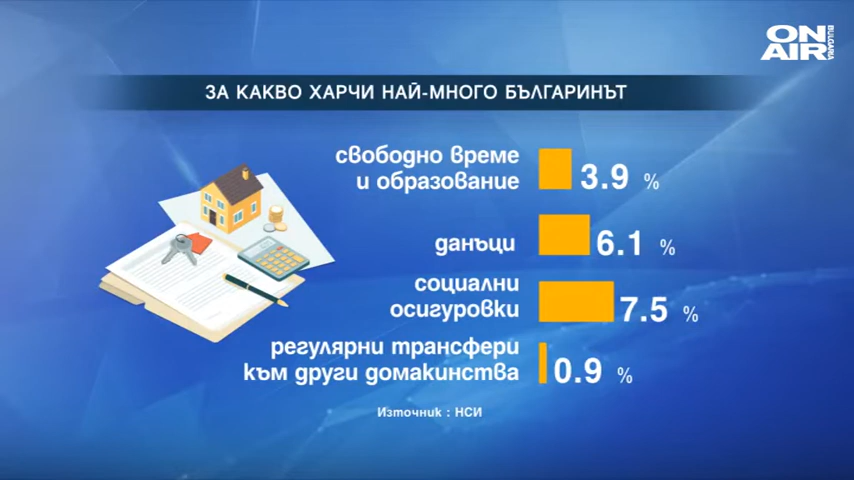 ON
AIR
BULGARIA
ЗА КАКВО ХАРЧИ НАЙ-МНОГО БЪЛГАРИНЪТ
свободно време
и образование
3.9 %
данъци
6.1 %
социални
осигуровки
7.5 %
регулярни трансфери
към други домакинства
0.9 %
Източник : НСИ